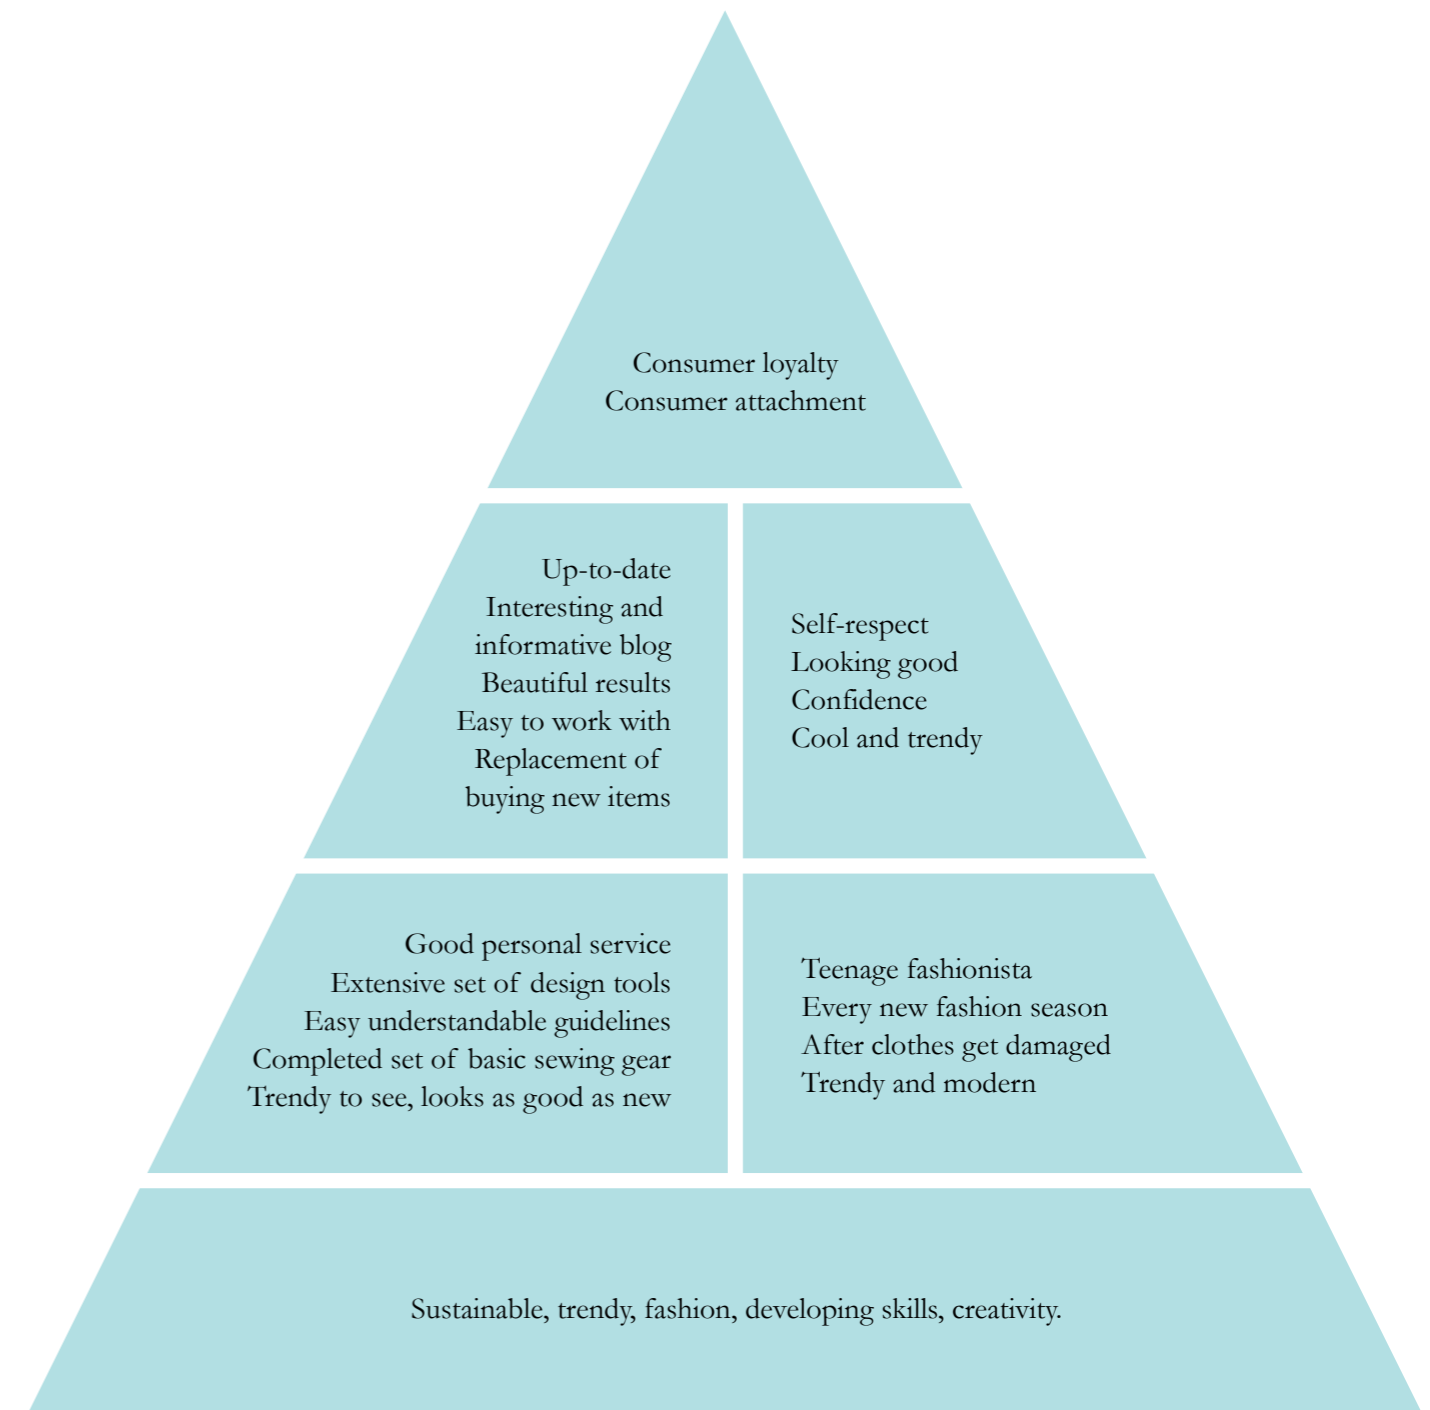 Consumer loyalty
Consumer attachment
Up-to-date
Interesting and
informative blog
Beautiful results
Easy to work with
Replacement of
buying new items
Self-respect
Looking good
Confidence
Cool and trendy
Good personal service
Extensive set of design tools
Easy understandable guidelines
Completed set of basic sewing gear
Trendy to see, looks as good as new
Teenage fashionista
Every new fashion season
After clothes get damaged
Trendy and modern
Sustainable, trendy, fashion, developing skills, creativity.